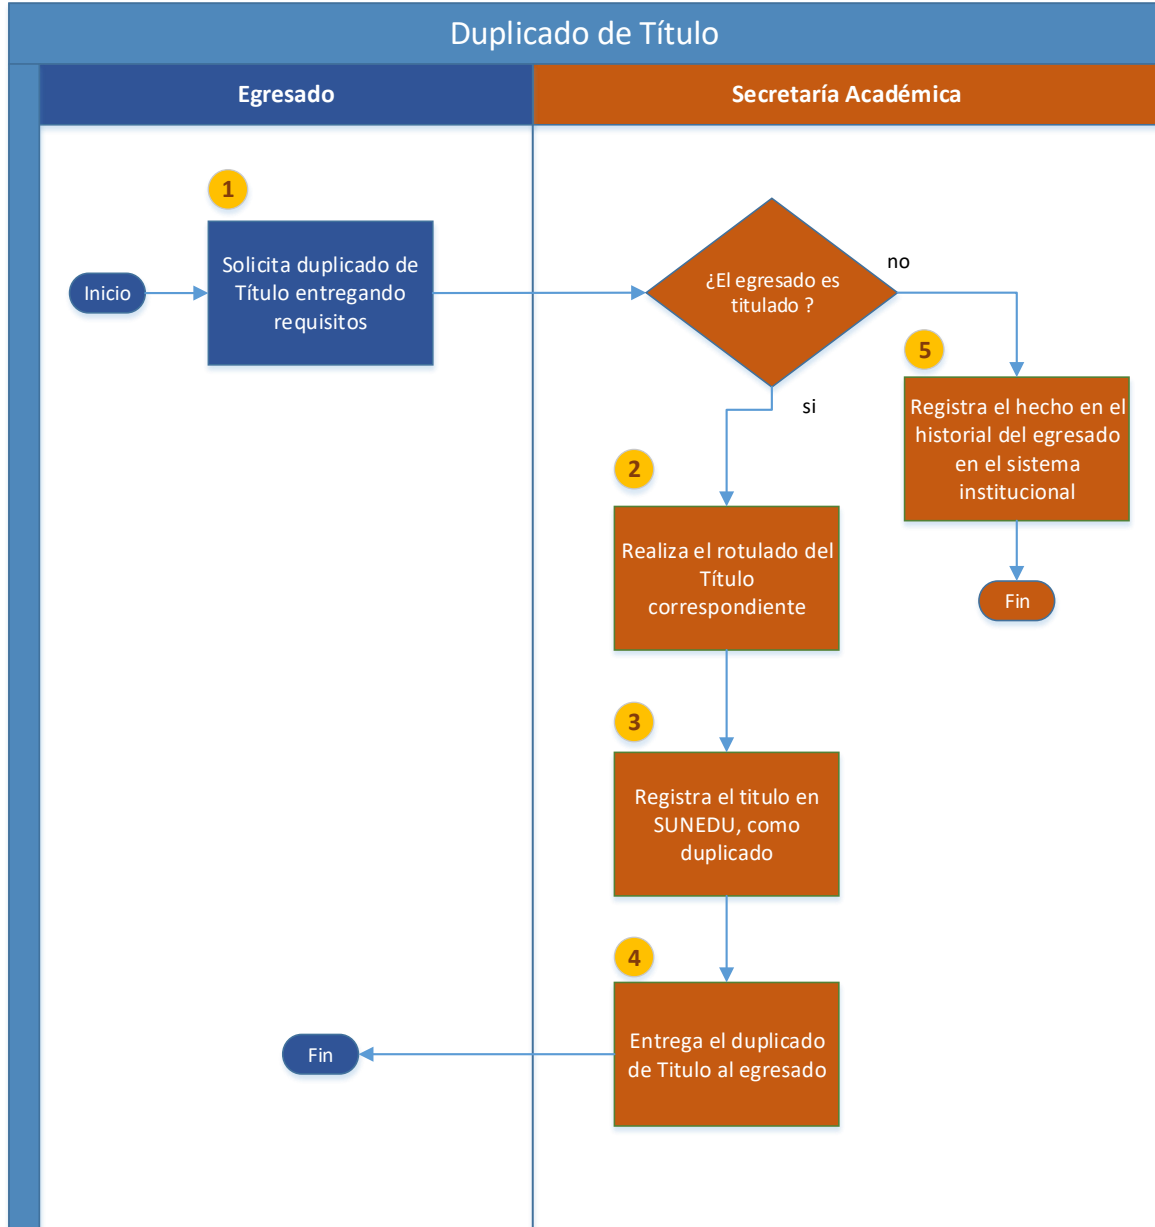 Duplicado de Título
Egresado
Secretaría Académica
1
Inicio
Solicita duplicado de
Título entregando
requisitos
¿El egresado es
titulado ?
no
si
5
Registra el hecho en el
historial del egresado
en el sistema
institucional
Fin
2
Realiza el rotulado del
Título
correspondiente
3
Registra el titulo en
SUNEDU, como
duplicado
4
Entrega el duplicado
de Titulo al egresado
Fin